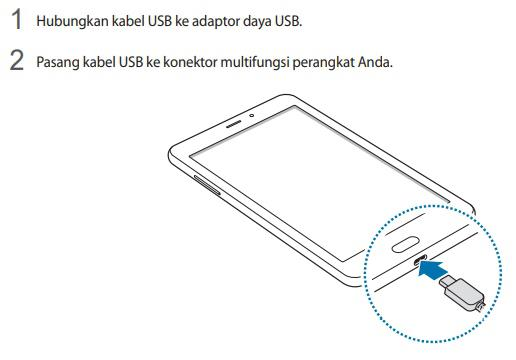 1 Hubungkan kabel USB ke adaptor daya USB.
2 Pasang kabel USB ke konektor multifungsi perangkat Anda.